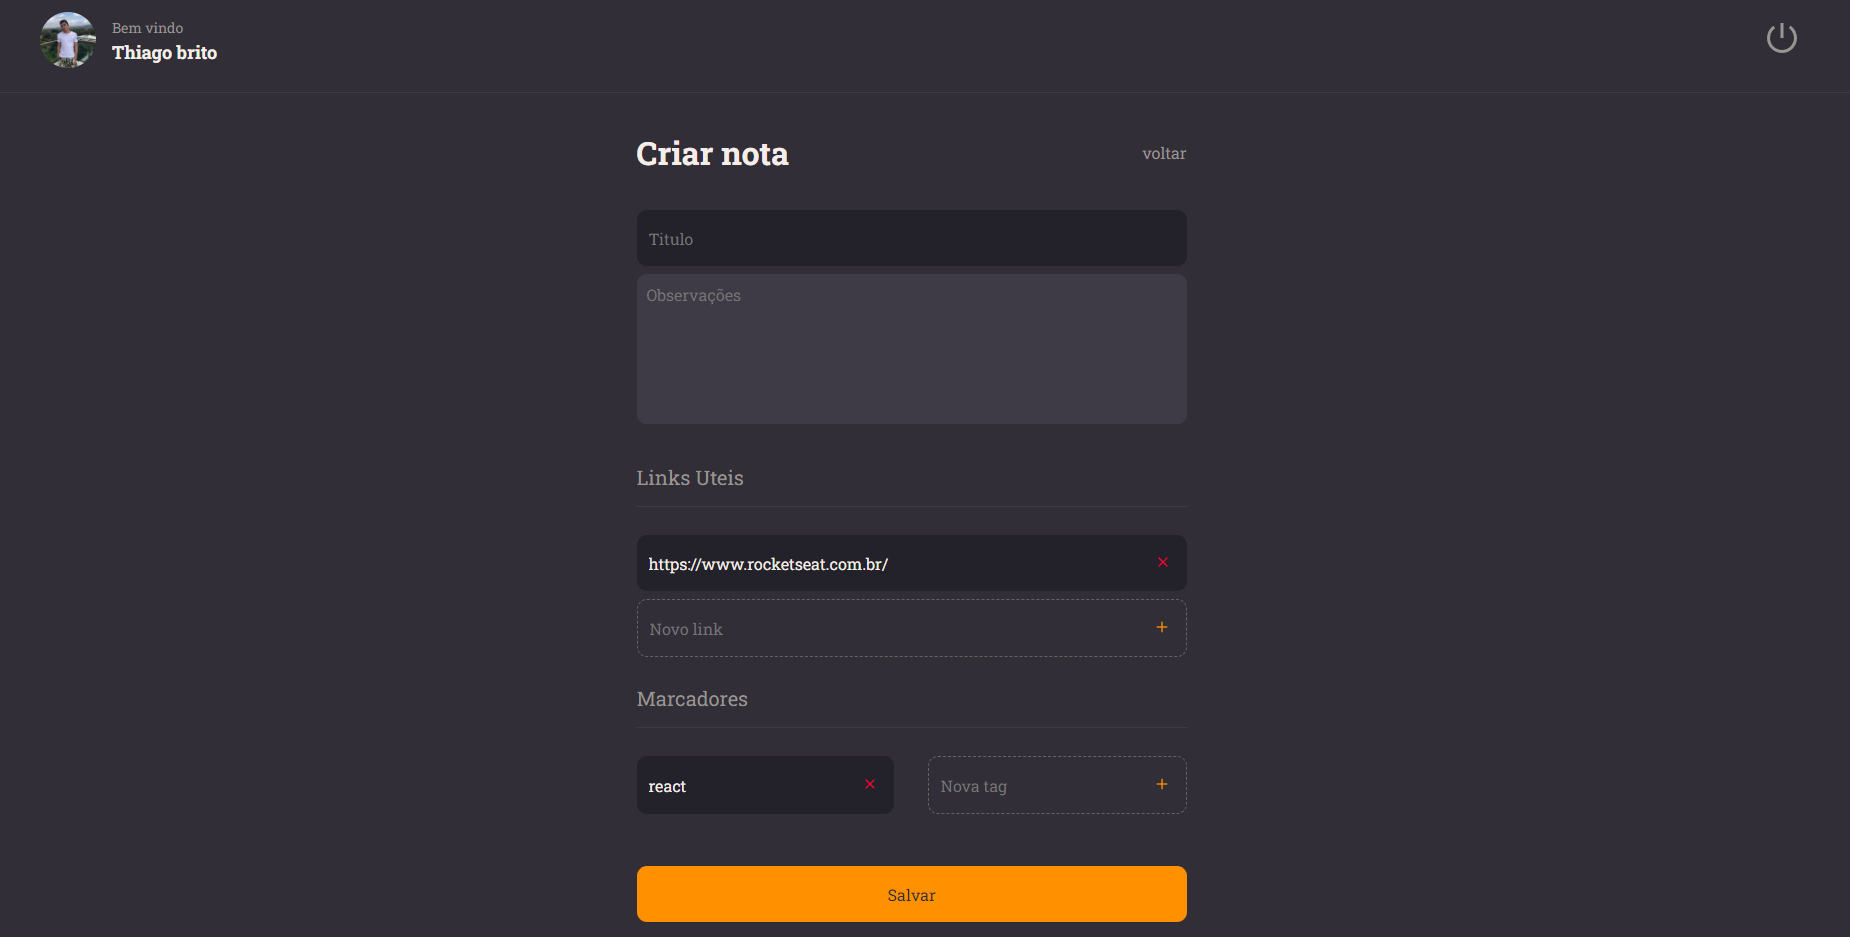 Bem vindo
Thiago brito
Criar nota
voltar
Titulo
Observações
Links Uteis
https://www.rocketseat.com.br/
Novo link
Marcadores
react
Nova tag
Salvar